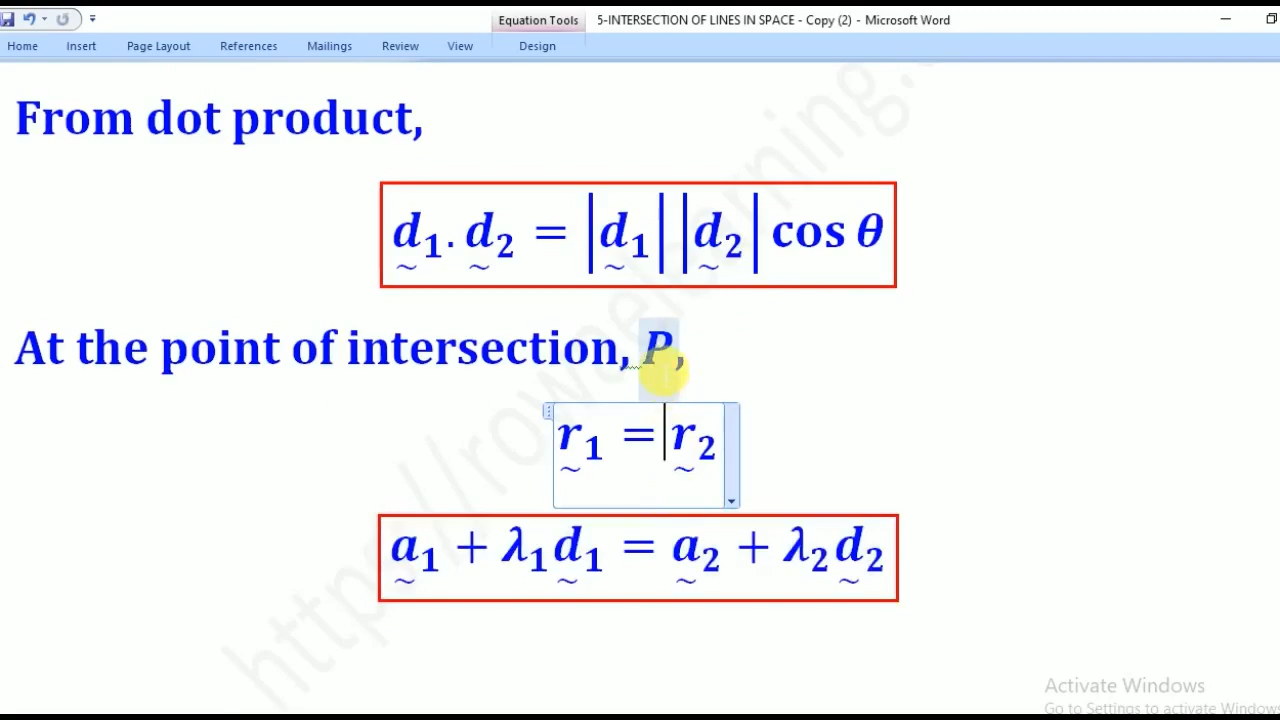 Equation Tools 5-INTERSECTION OF LINES IN SPACE - Copy (2) - Microsoft Word
Home Insert Page Layout References Mailings Review View Design
From dot product,
d₁. d₂ = |d₁| |d₂| cos θ
At the point of intersection, P,
r₁ = r₂
a₁ + λ₁d₁ = a₂ + λ₂d₂
Activate Windows
Go to Settings to activate Windows